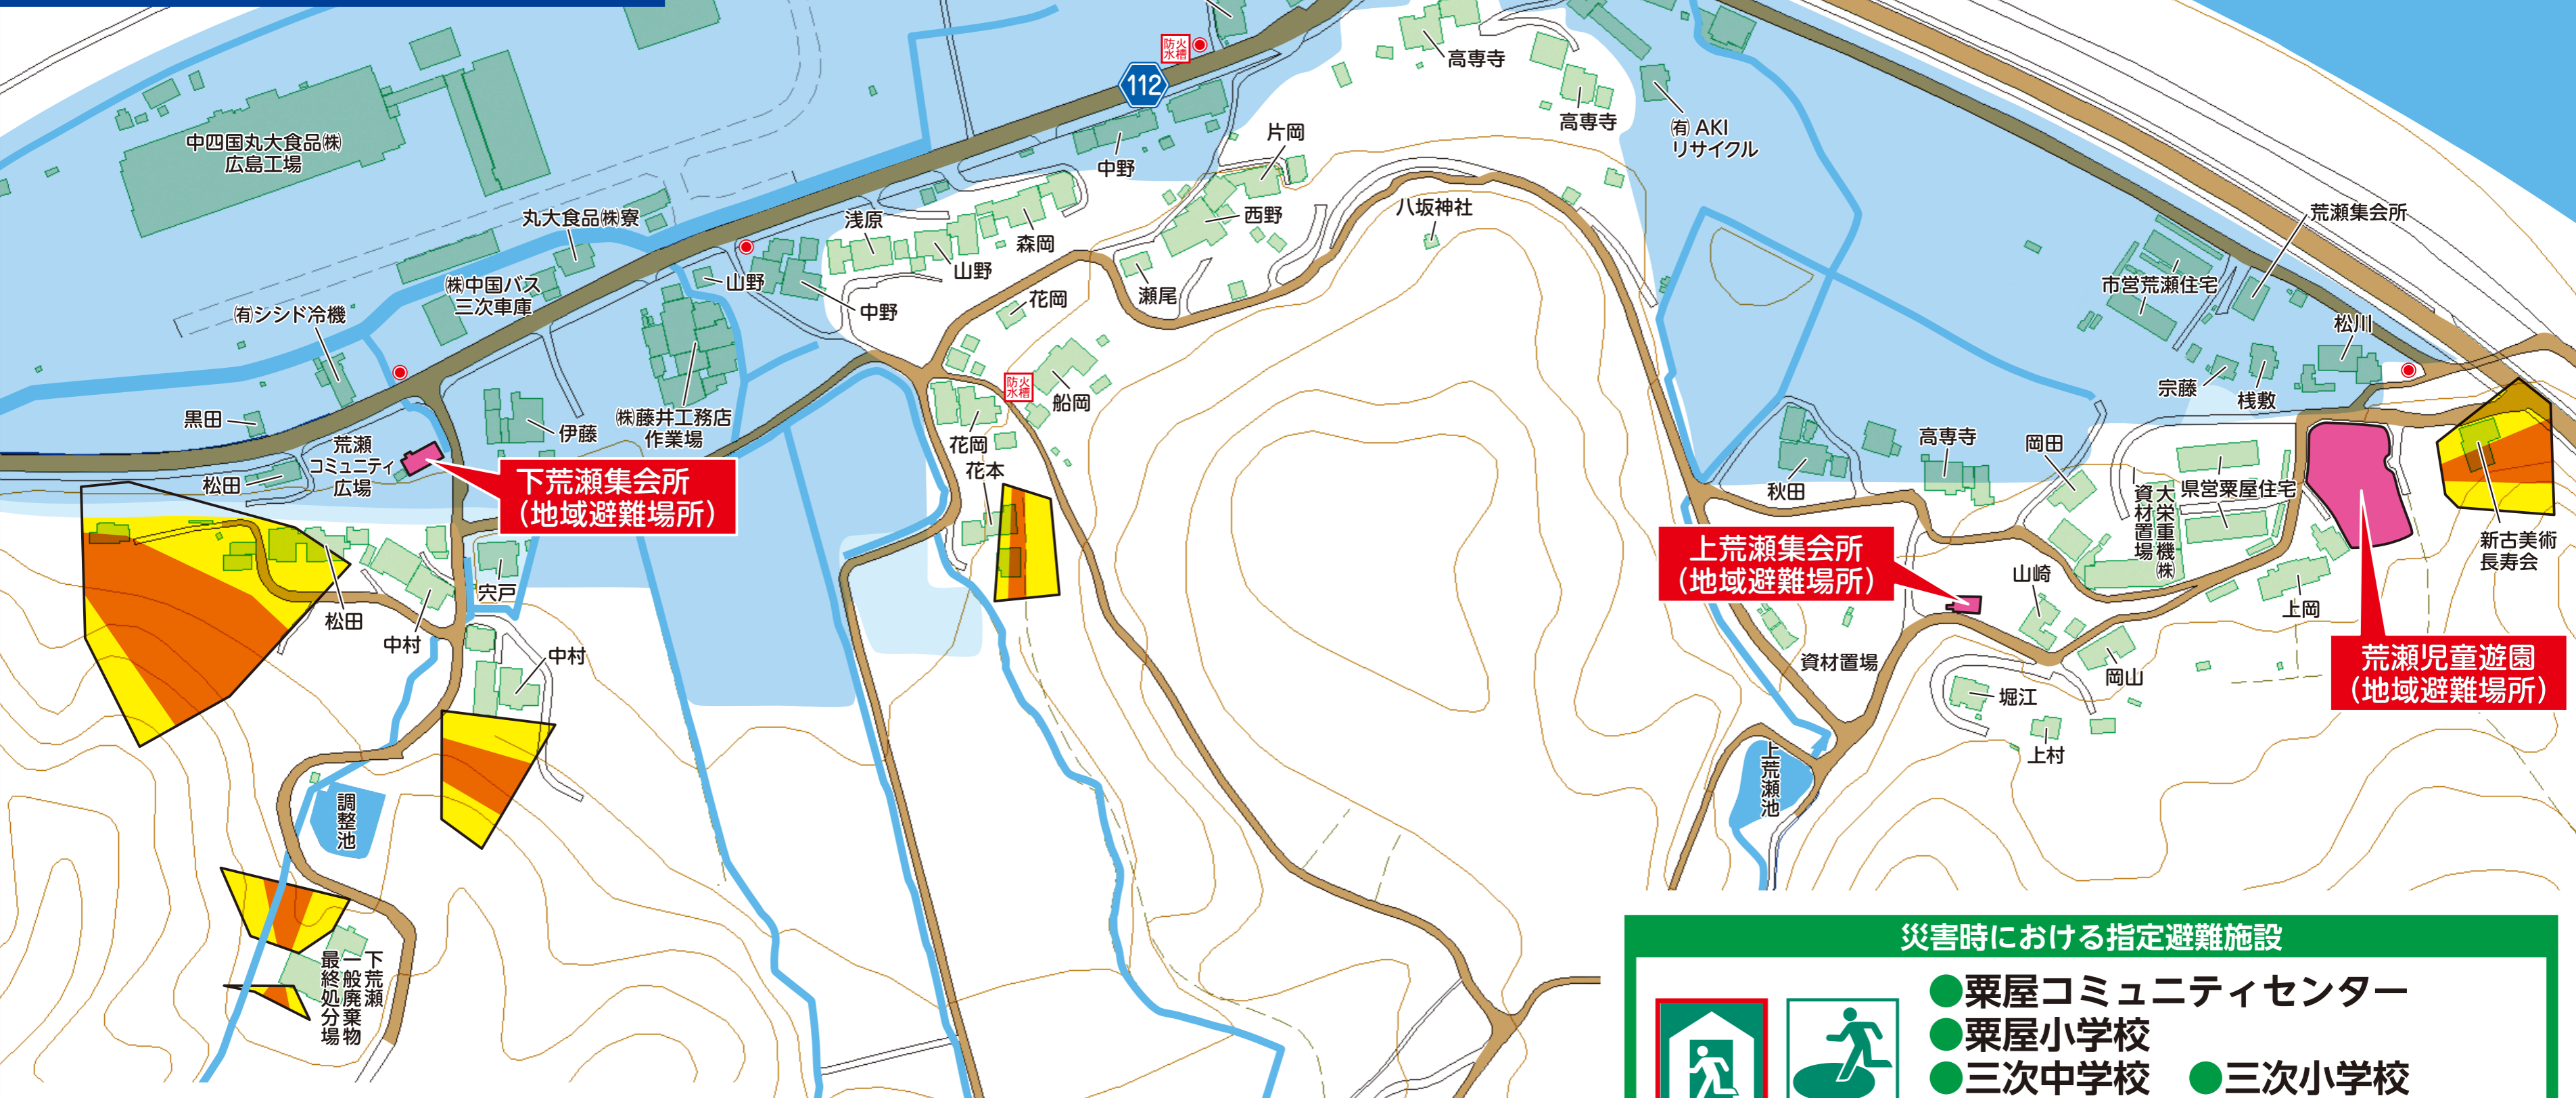 防火
水槽
112
高専寺
高専寺
㈲ AKI
リサイクル
中四国丸大食品㈱
広島工場
中野
片岡
西野
八坂神社
荒瀬集会所
丸大食品㈱寮
浅原
森岡
山野
山野
中野
瀬尾
花岡
㈱中国バス
三次車庫
㈲シシド冷機
市営荒瀬住宅
松川
宗藤
桟敷
防火
水槽
船岡
花岡
花本
黒田
荒瀬
コミュニティ
広場
松田
伊藤
㈱藤井工務店
作業場
下荒瀬集会所
(地域避難場所)
秋田
高専寺
岡田
大栄重機㈱
資材置場
県営粟屋住宅
新古美術
長寿会
上荒瀬集会所
(地域避難場所)
山崎
上岡
宍戸
松田
中村
中村
資材置場
岡山
堀江
上村
荒瀬児童遊園
(地域避難場所)
上荒瀬池
調整池
下荒瀬
一般廃棄物
最終処分場
災害時における指定避難施設
●粟屋コミュニティセンター
●粟屋小学校
●三次中学校 ●三次小学校